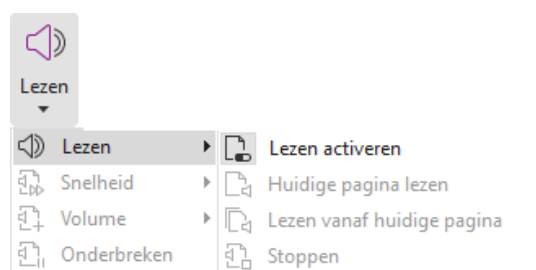 Lezen
Lezen
Snelheid
Volume
Onderbreken
Lezen activeren
Huidige pagina lezen
Lezen vanaf huidige pagina
Stoppen